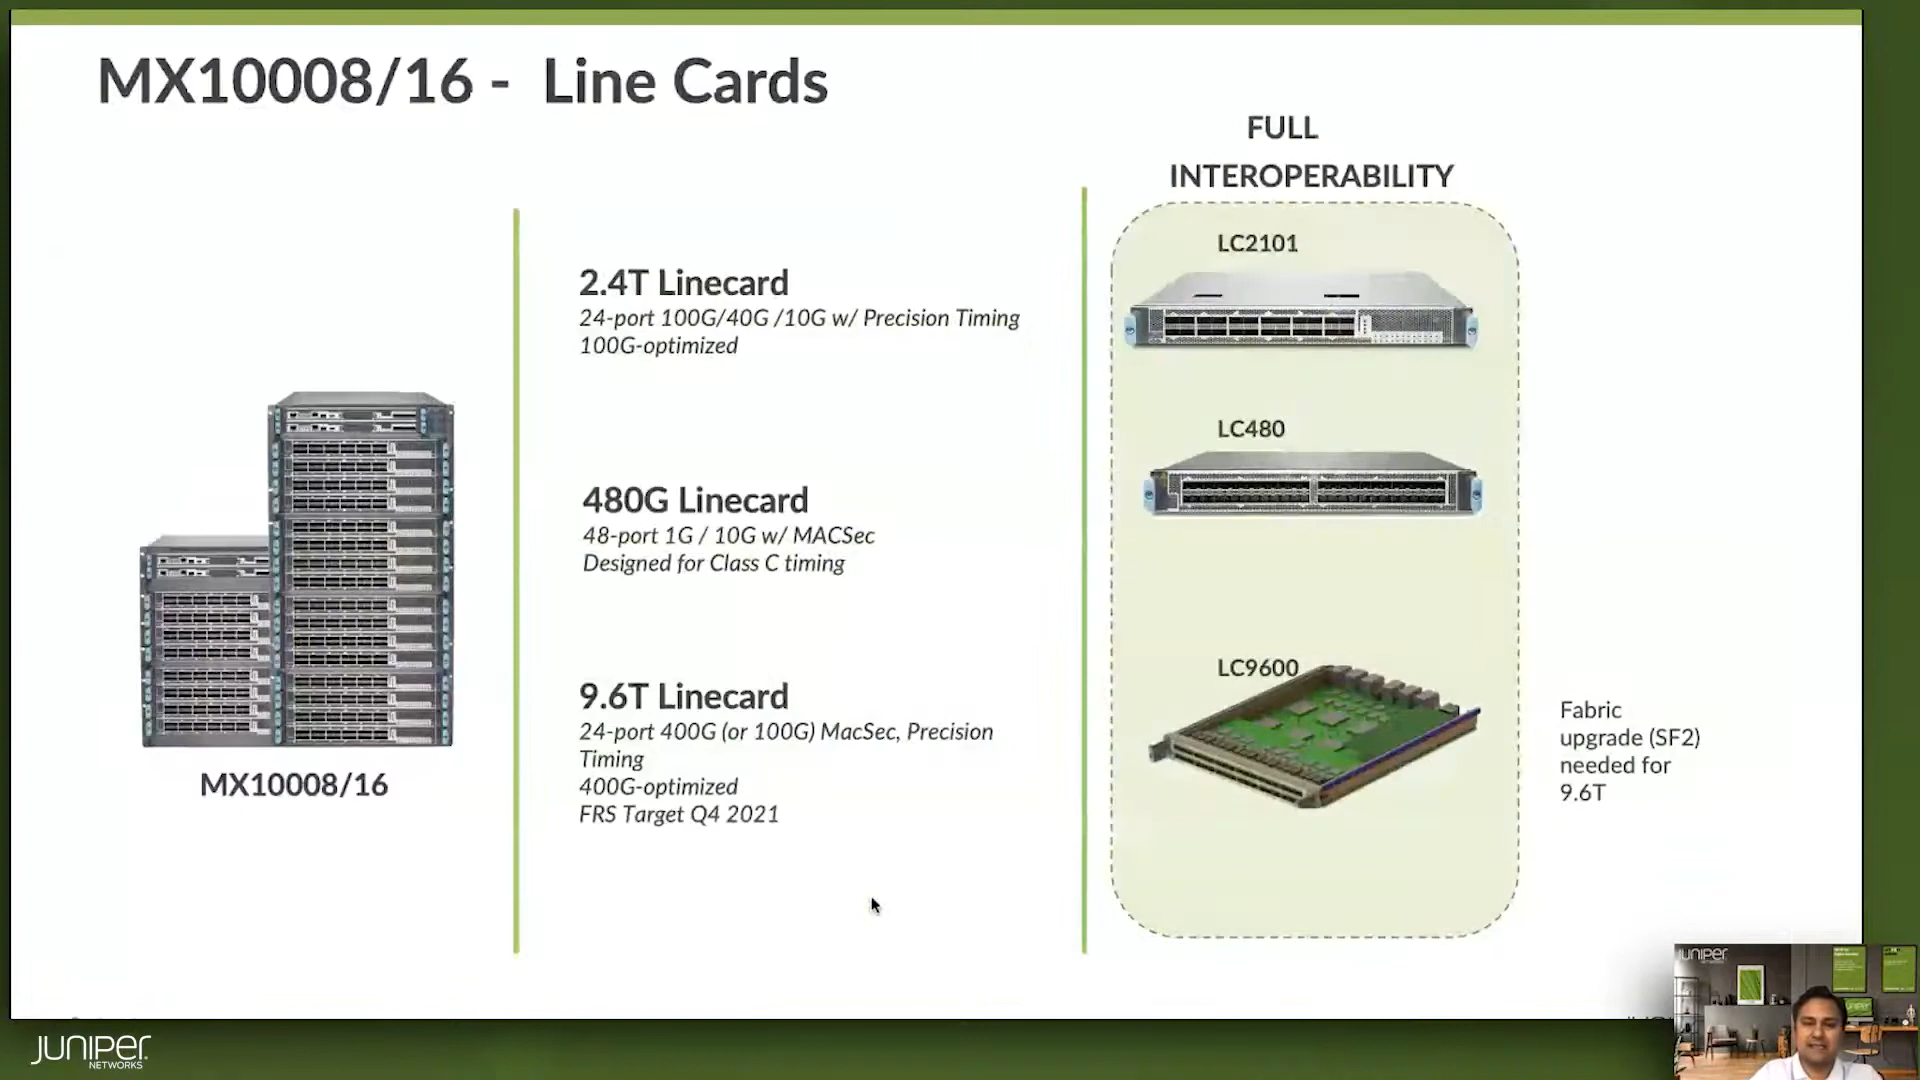 MX10008/16 - Line Cards
FULL
INTEROPERABILITY
LC2101
2.4T Linecard
24-port 100G/40G /10G w/ Precision Timing
100G-optimized
LC480
480G Linecard
48-port 1G / 10G w/ MACSec
Designed for Class C timing
LC9600
9.6T Linecard
24-port 400G (or 100G) MacSec, Precision
Timing
400G-optimized
FRS Target Q4 2021
Fabric
upgrade (SF2)
needed for
9.6T
MX10008/16
JUNIPER
NETWORKS
JUNIPER
NETWORKS